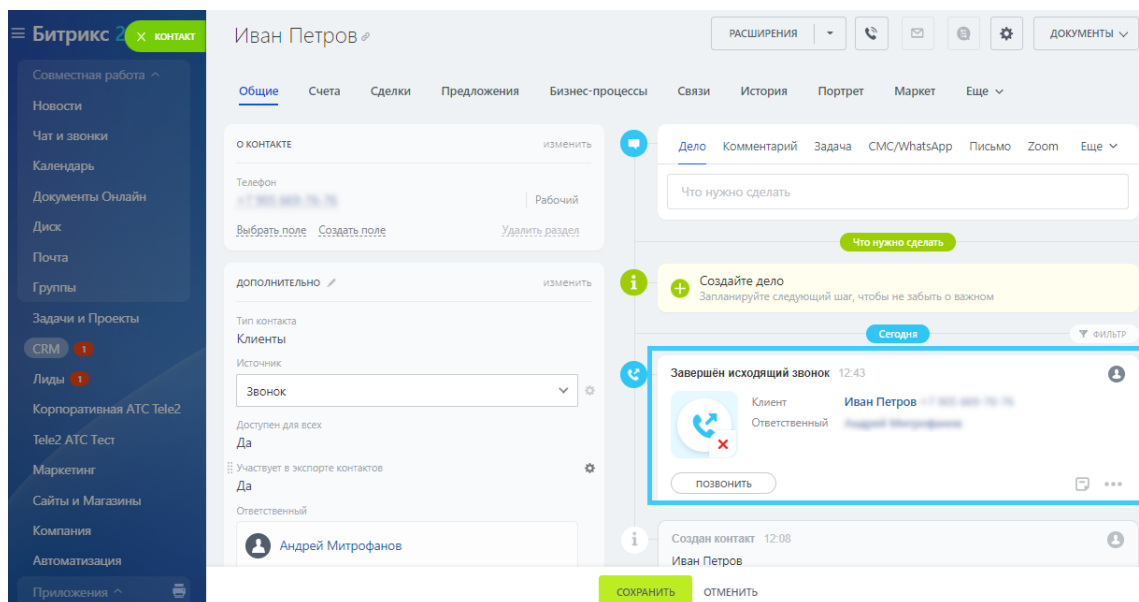 Битрикс 2
× КОНТАКТ
Совместная работа
Новости
Чат и звонки
Календарь
Документы Онлайн
Диск
Почта
Группы
Задачи и Проекты
CRM 1
Лиды 1
Корпоративная АТС Tele2
Tele2 АТС Тест
Маркетинг
Сайты и Магазины
Компания
Автоматизация
Приложения
Иван Петров
РАСШИРЕНИЯ
ДОКУМЕНТЫ
Общие Счета Сделки Предложения Бизнес-процессы Связи История Портрет Маркет Еще
О КОНТАКТЕ изменить
Телефон
Рабочий
Выбрать поле Создать поле Удалить раздел
ДОПОЛНИТЕЛЬНО изменить
Тип контакта
Клиенты
Источник
Звонок
Доступен для всех
Да
Участвует в экспорте контактов
Да
Ответственный
Андрей Митрофанов
Дело Комментарий Задача СМС/WhatsApp Письмо Zoom Еще
Что нужно сделать
Что нужно сделать
Создайте дело
Запланируйте следующий шаг, чтобы не забыть о важном
Сегодня
ФИЛЬТР
Завершён исходящий звонок 12:43
Клиент Иван Петров
Ответственный
ПОЗВОНИТЬ
Создан контакт 12:08
Иван Петров
СОХРАНИТЬ ОТМЕНИТЬ